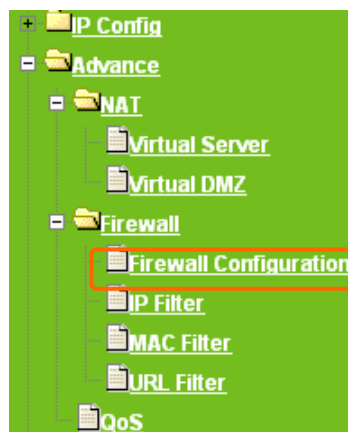 IP Config
Advance
NAT
Virtual Server
Virtual DMZ
Firewall
Firewall Configuration
IP Filter
MAC Filter
URL Filter
QoS